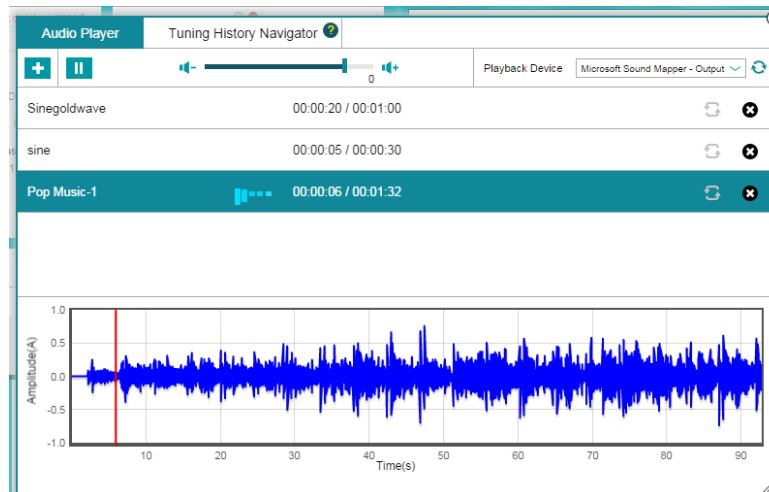 Audio Player
Tuning History Navigator ?
0
Playback Device
Microsoft Sound Mapper - Output
Sinegoldwave 00:00:20 / 00:01:00
sine 00:00:05 / 00:00:30
Pop Music-1 00:00:06 / 00:01:32
1.0
0.5
0.0
-0.5
-1.0
Amplitude(A)
10 20 30 40 50 60 70 80 90
Time(s)